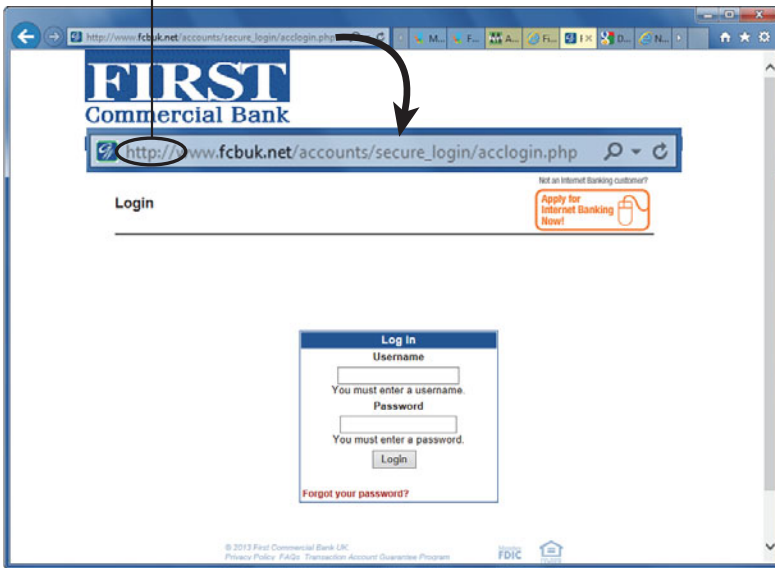 http://www.fcbuk.net/accounts/secure_login/acclogin.php
M... F... A... Fi... F D... N...
FIRST
Commercial Bank
http://www.fcbuk.net/accounts/secure_login/acclogin.php
Not an Internet Banking customer?
Login
Apply for
Internet Banking
Now!
Log in
Username
You must enter a username.
Password
You must enter a password.
Login
Forgot your password?
© 2013 First Commercial Bank UK.
Privacy Policy FAQs Transaction Account Guarantee Program
FDIC